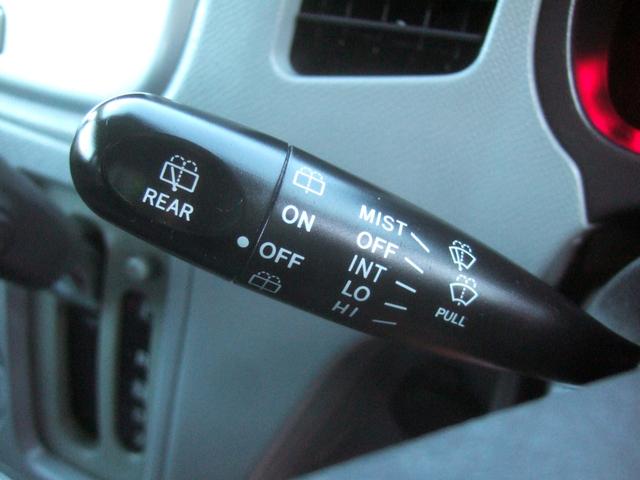 REAR
ON
OFF
MIST
OFF
INT
LO
HI
PULL